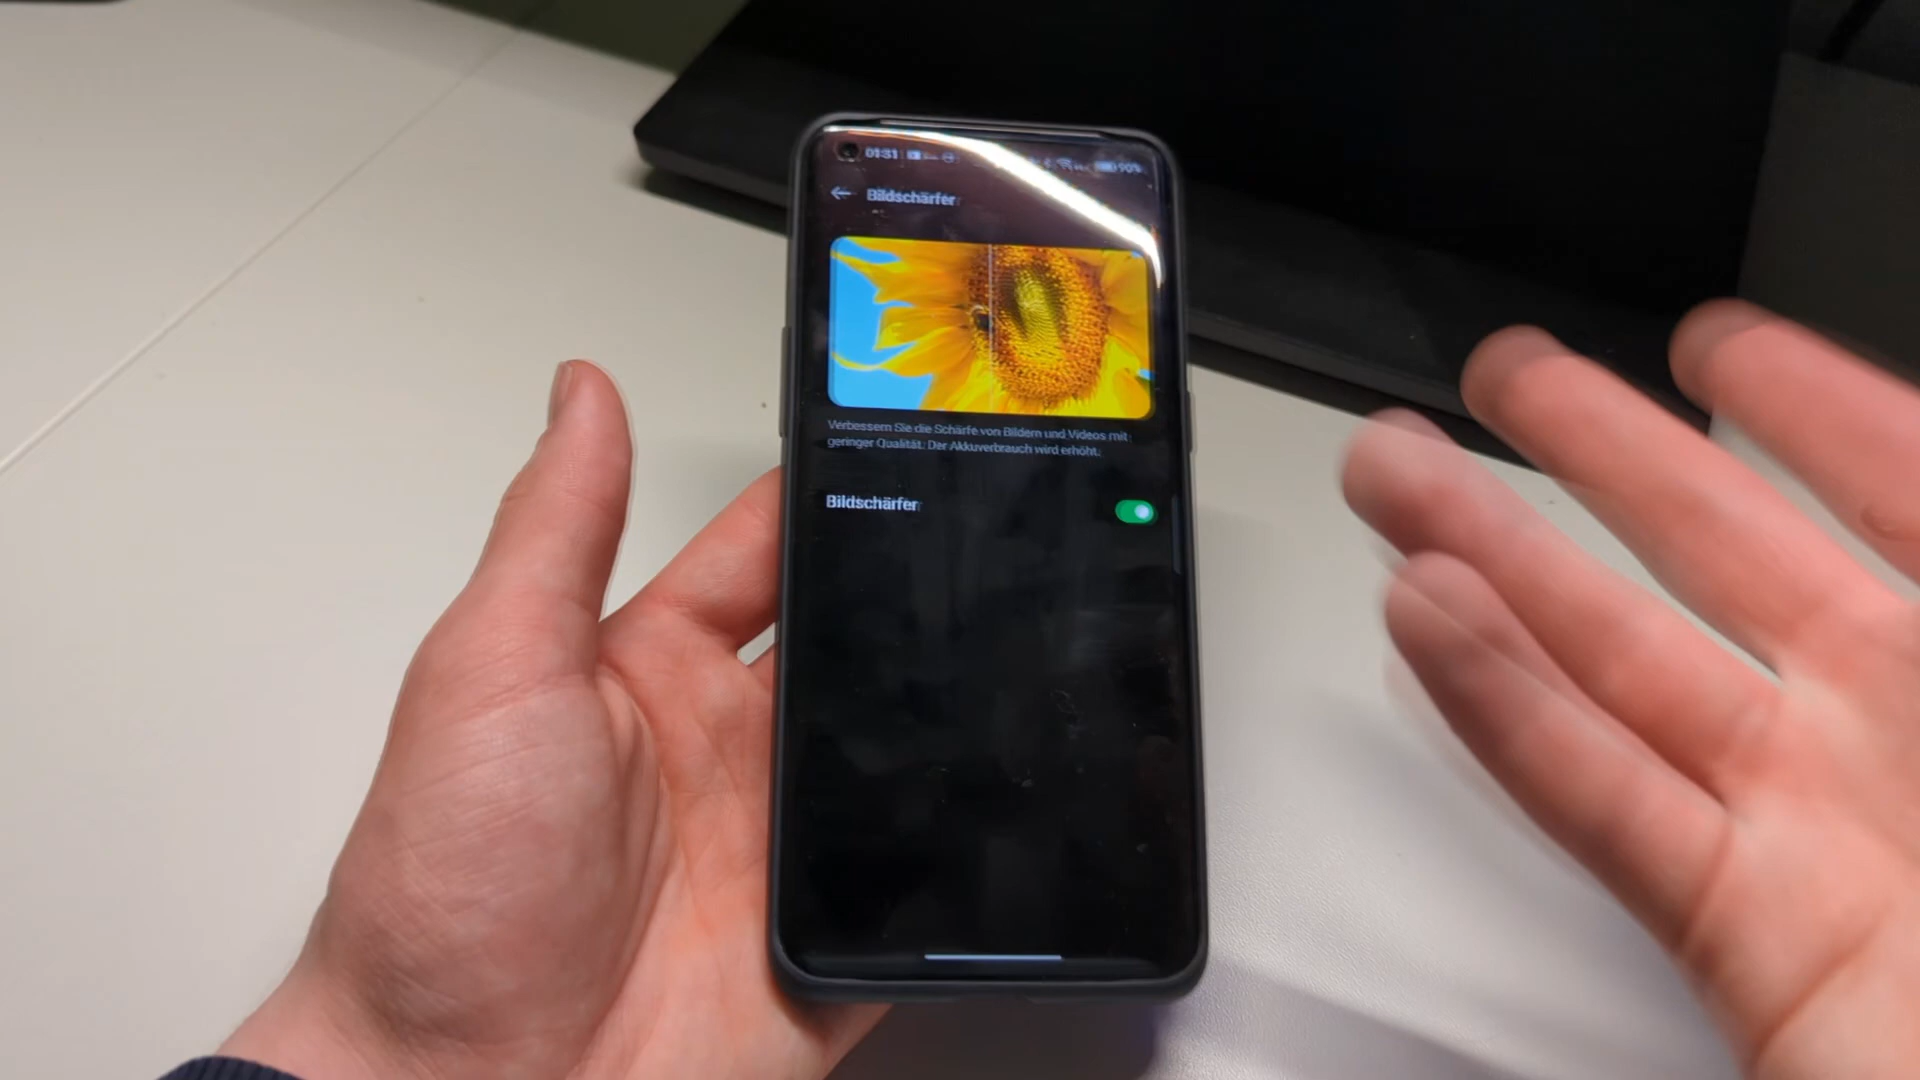 01:31
90%
Bildschärfer
Verbessern Sie die Schärfe von Bildern und Videos mit
geringer Qualität. Der Akkuverbrauch wird erhöht.
Bildschärfer